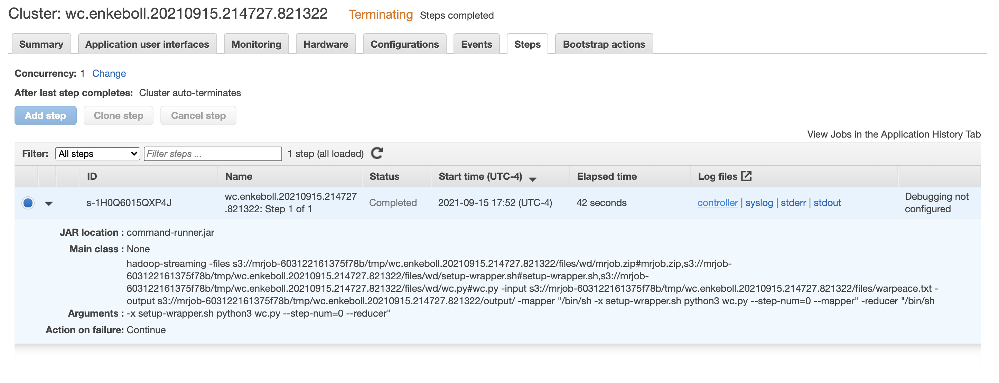 Cluster: wc.enkeboll.20210915.214727.821322 Terminating Steps completed
Summary Application user interfaces Monitoring Hardware Configurations Events Steps Bootstrap actions
Concurrency: 1 Change
After last step completes: Cluster auto-terminates
Add step Clone step Cancel step
View Jobs in the Application History Tab
Filter: All steps Filter steps ... 1 step (all loaded)
ID Name Status Start time (UTC-4) Elapsed time Log files
s-1H0Q6015QXP4J wc.enkeboll.20210915.214727 Completed 2021-09-15 17:52 (UTC-4) 42 seconds controller | syslog | stderr | stdout Debugging not
.821322: Step 1 of 1 configured
JAR location : command-runner.jar
Main class : None
hadoop-streaming -files s3://mrjob-603122161375f78b/tmp/wc.enkeboll.20210915.214727.821322/files/wd/mrjob.zip#mrjob.zip,s3://mrjob-
603122161375f78b/tmp/wc.enkeboll.20210915.214727.821322/files/wd/setup-wrapper.sh#setup-wrapper.sh,s3://mrjob-
603122161375f78b/tmp/wc.enkeboll.20210915.214727.821322/files/wd/wc.py#wc.py -input s3://mrjob-603122161375f78b/tmp/wc.enkeboll.20210915.214727.821322/files/warpeace.txt -
output s3://mrjob-603122161375f78b/tmp/wc.enkeboll.20210915.214727.821322/output/ -mapper "/bin/sh -x setup-wrapper.sh python3 wc.py --step-num=0 --mapper" -reducer "/bin/sh
Arguments : -x setup-wrapper.sh python3 wc.py --step-num=0 --reducer"
Action on failure: Continue